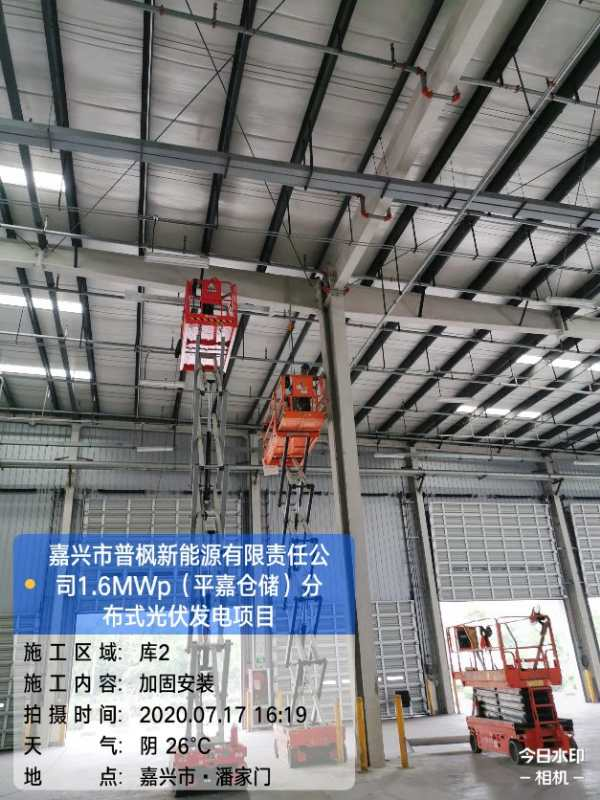 嘉兴市普枫新能源有限责任公
司1.6MWp（平嘉仓储）分
布式光伏发电项目
施工区域: 库2
施工内容: 加固安装
拍摄时间: 2020.07.17 16:19
天气: 阴 26°C
地点: 嘉兴市·潘家门
今日水印
–相机–